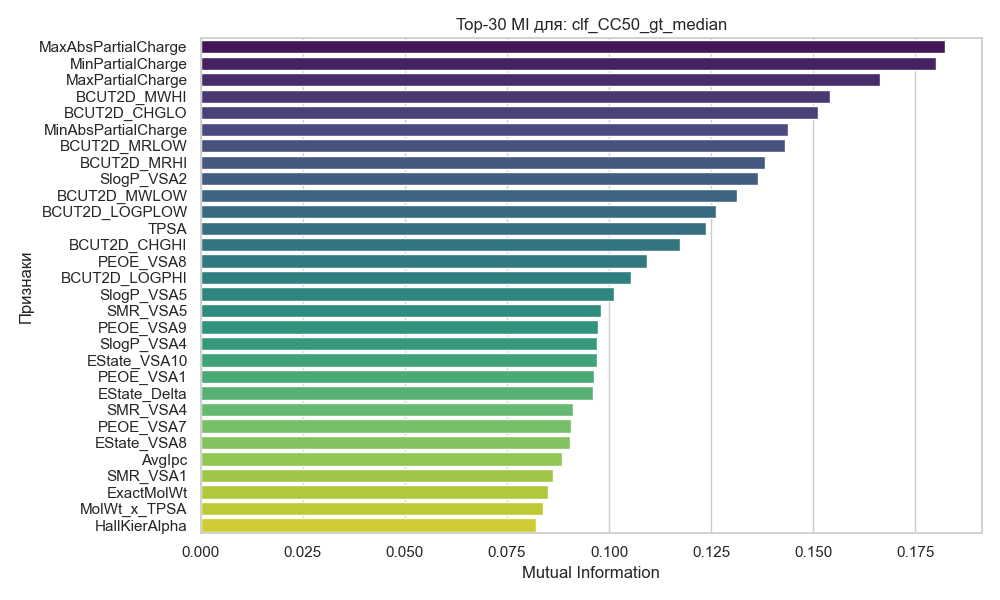 Top-30 MI для: clf_CC50_gt_median
MaxAbsPartialCharge
MinPartialCharge
MaxPartialCharge
BCUT2D_MWHI
BCUT2D_CHGLO
MinAbsPartialCharge
BCUT2D_MRLOW
BCUT2D_MRHI
SlogP_VSA2
BCUT2D_MWLOW
BCUT2D_LOGPLOW
TPSA
BCUT2D_CHGHI
PEOE_VSA8
BCUT2D_LOGPHI
SlogP_VSA5
SMR_VSA5
PEOE_VSA9
SlogP_VSA4
EState_VSA10
PEOE_VSA1
EState_Delta
SMR_VSA4
PEOE_VSA7
EState_VSA8
AvgIpc
SMR_VSA1
ExactMolWt
MolWt_x_TPSA
HallKierAlpha
Признаки
0.000 0.025 0.050 0.075 0.100 0.125 0.150 0.175
Mutual Information